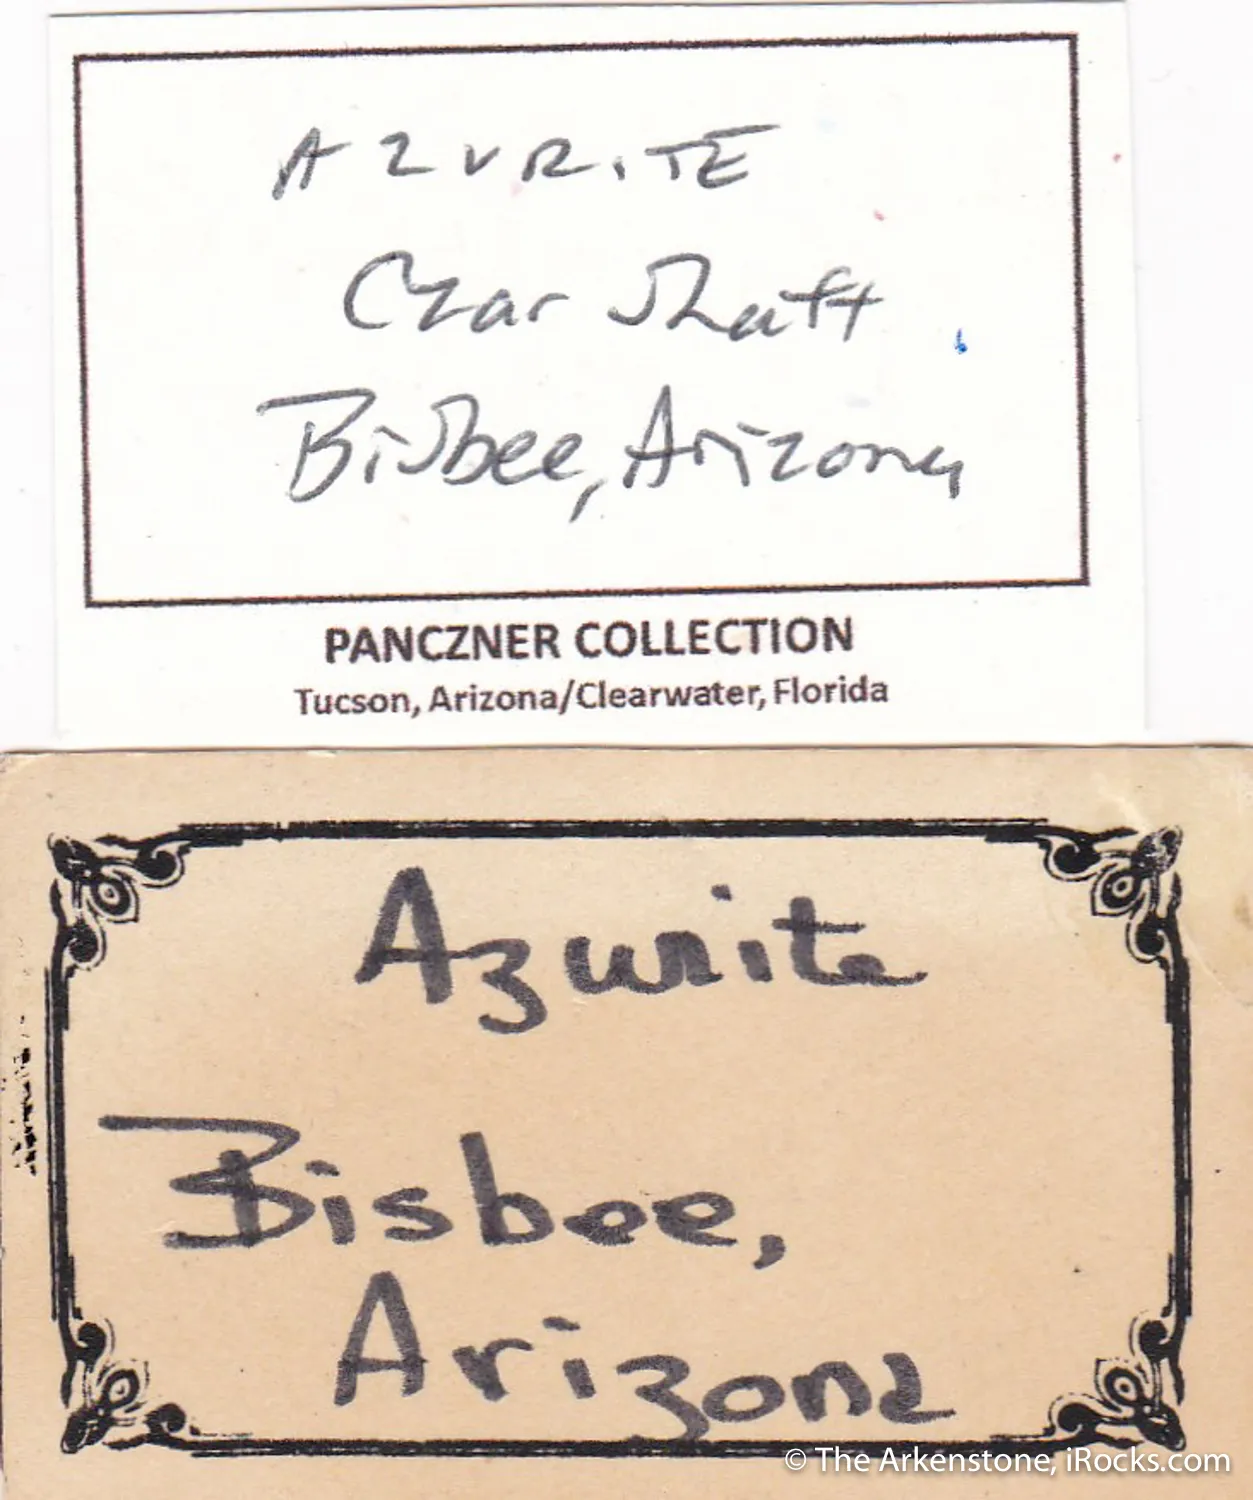 AZURITE
Czar Shaft
Bisbee, Arizona
PANCZNER COLLECTION
Tucson, Arizona/Clearwater, Florida
Azurite
Bisbee,
Arizona
© The Arkenstone, iRocks.com